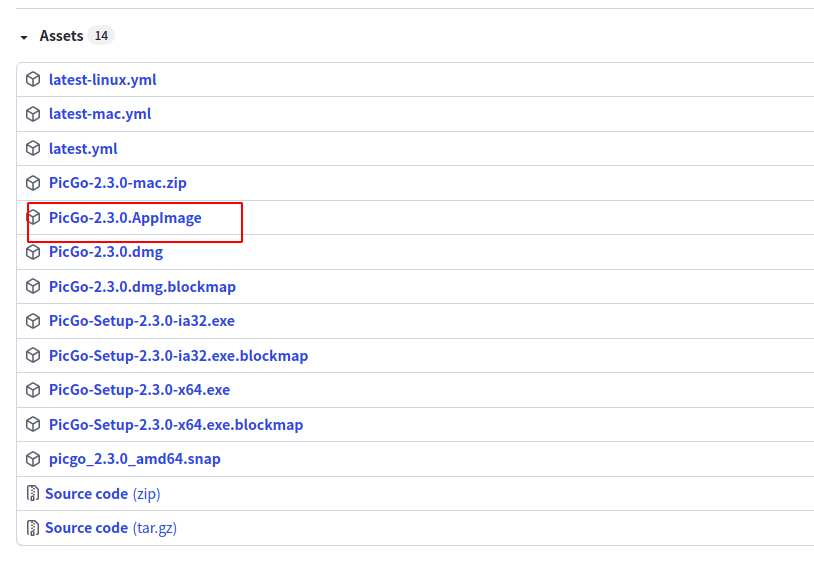 Assets 14
latest-linux.yml
latest-mac.yml
latest.yml
PicGo-2.3.0-mac.zip
PicGo-2.3.0.AppImage
PicGo-2.3.0.dmg
PicGo-2.3.0.dmg.blockmap
PicGo-Setup-2.3.0-ia32.exe
PicGo-Setup-2.3.0-ia32.exe.blockmap
PicGo-Setup-2.3.0-x64.exe
PicGo-Setup-2.3.0-x64.exe.blockmap
picgo_2.3.0_amd64.snap
Source code (zip)
Source code (tar.gz)